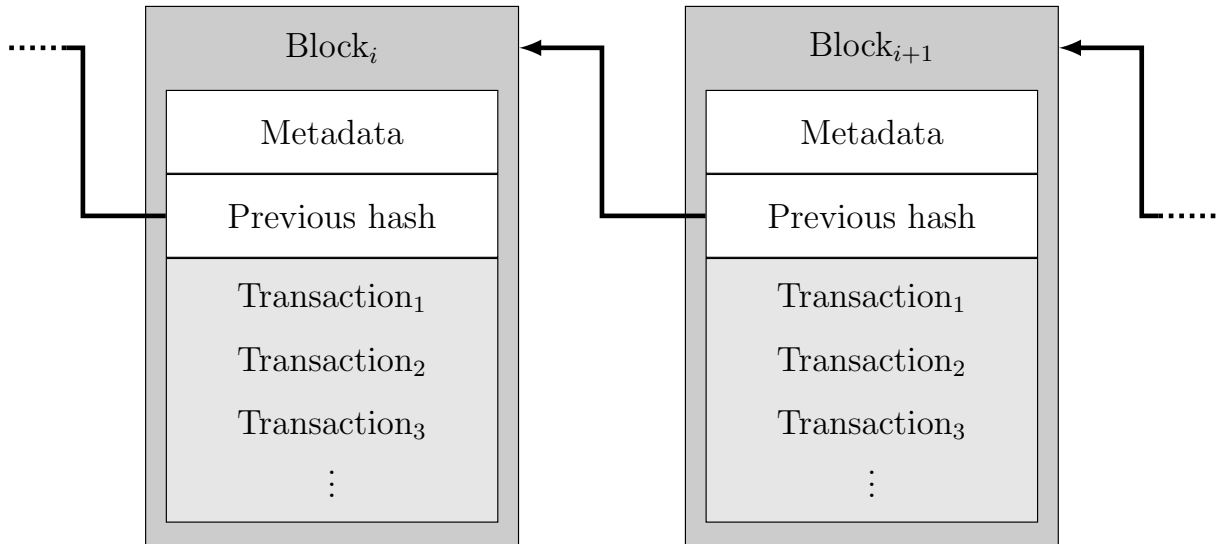 Block_i
Metadata
Previous hash
Transaction_1
Transaction_2
Transaction_3
⋮
Block_{i+1}
Metadata
Previous hash
Transaction_1
Transaction_2
Transaction_3
⋮